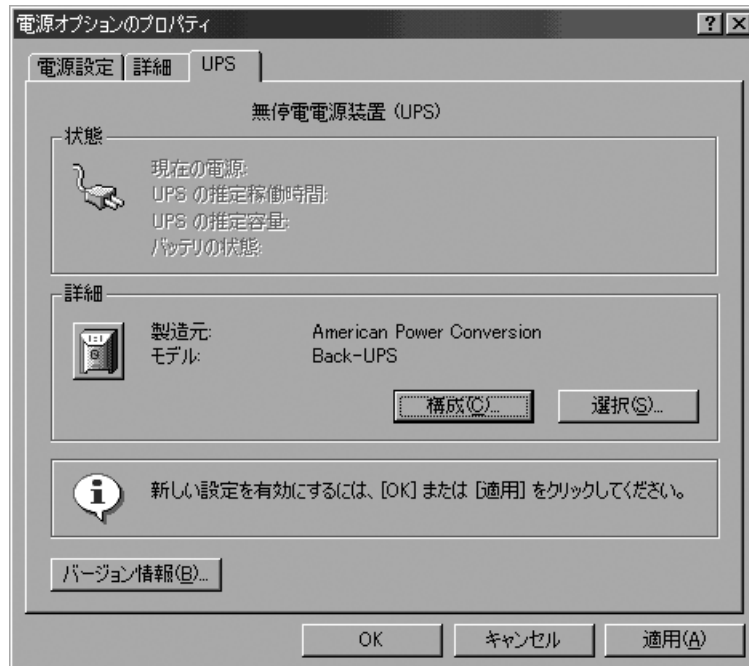 電源オプションのプロパティ
電源設定 詳細 UPS
無停電電源装置 (UPS)
状態
現在の電源:
UPS の推定稼働時間:
UPS の推定容量:
バッテリの状態:
詳細
製造元: American Power Conversion
モデル: Back-UPS
構成(C)... 選択(S)...
新しい設定を有効にするには、[OK] または [適用] をクリックしてください。
バージョン情報(B)...
OK キャンセル 適用(A)